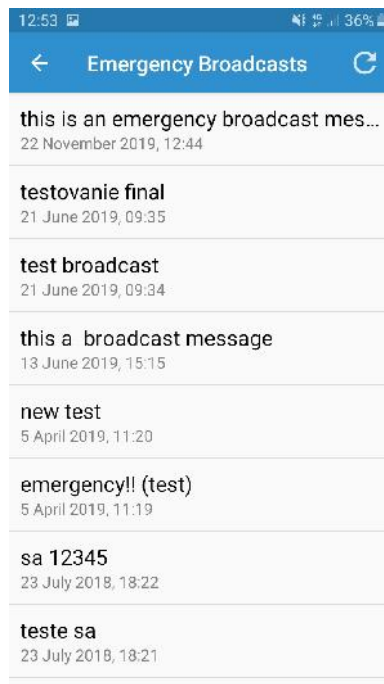 12:53 36%
Emergency Broadcasts
this is an emergency broadcast mes...
22 November 2019, 12:44
testovanie final
21 June 2019, 09:35
test broadcast
21 June 2019, 09:34
this a broadcast message
13 June 2019, 15:15
new test
5 April 2019, 11:20
emergency!! (test)
5 April 2019, 11:19
sa 12345
23 July 2018, 18:22
teste sa
23 July 2018, 18:21